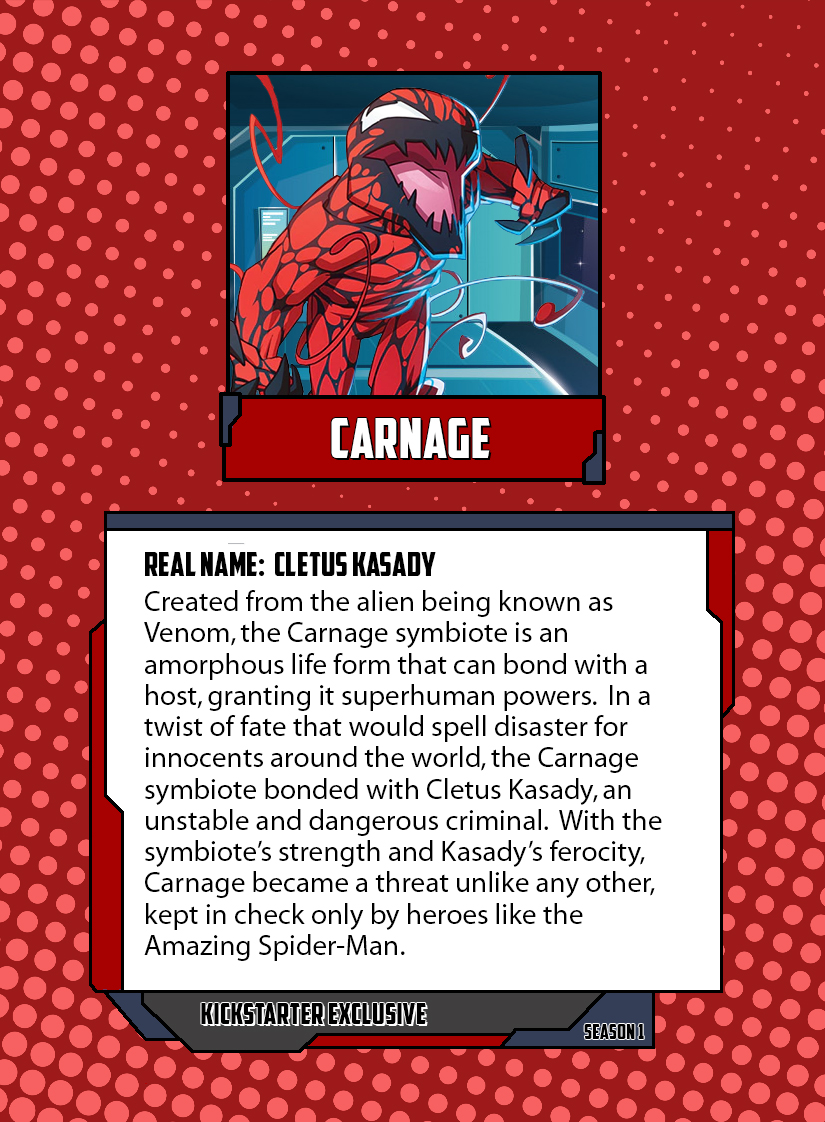 CARNAGE
REAL NAME: CLETUS KASADY
Created from the alien being known as
Venom, the Carnage symbiote is an
amorphous life form that can bond with a
host, granting it superhuman powers. In a
twist of fate that would spell disaster for
innocents around the world, the Carnage
symbiote bonded with Cletus Kasady, an
unstable and dangerous criminal. With the
symbiote’s strength and Kasady’s ferocity,
Carnage became a threat unlike any other,
kept in check only by heroes like the
Amazing Spider-Man.
KICKSTARTER EXCLUSIVE
SEASON 1